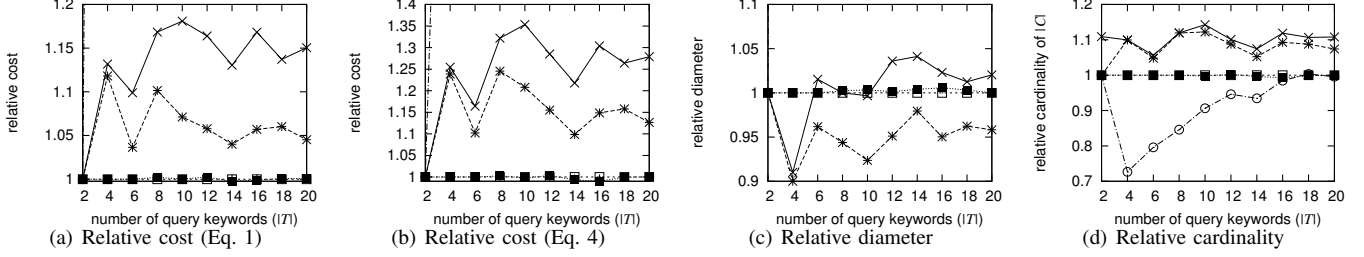 1.2
1.15
1.1
1.05
1
relative cost
2 4 6 8 10 12 14 16 18 20
number of query keywords (|T|)
(a) Relative cost (Eq. 1)
1.4
1.35
1.3
1.25
1.2
1.15
1.1
1.05
1
relative cost
2 4 6 8 10 12 14 16 18 20
number of query keywords (|T|)
(b) Relative cost (Eq. 4)
1.1
1.05
1
0.95
0.9
relative diameter
2 4 6 8 10 12 14 16 18 20
number of query keywords (|T|)
(c) Relative diameter
1.2
1.1
1
0.9
0.8
0.7
relative cardinality of |C|
2 4 6 8 10 12 14 16 18 20
number of query keywords (|T|)
(d) Relative cardinality